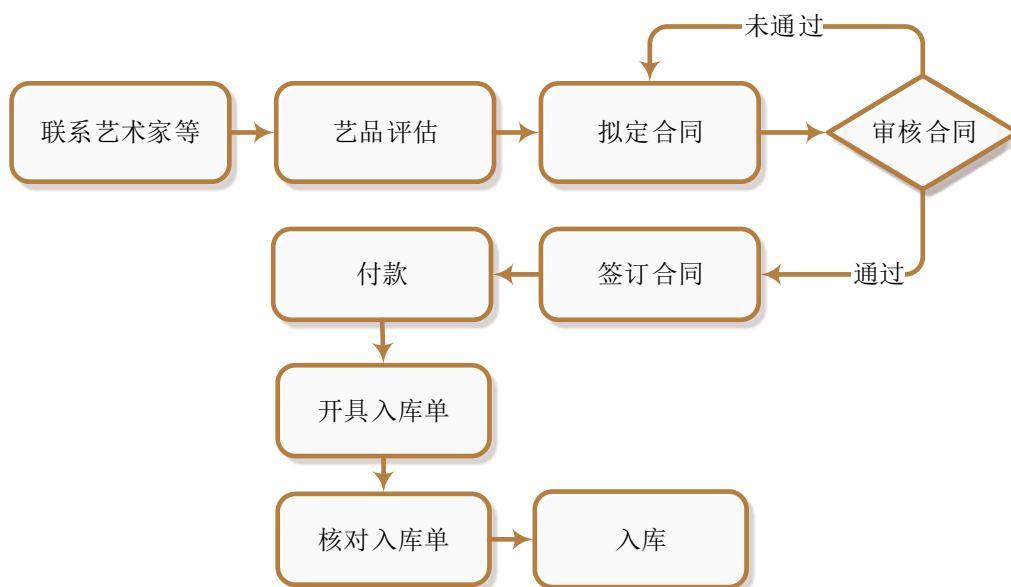 未通过
联系艺术家等
艺品评估
拟定合同
审核合同
付款
签订合同
通过
开具入库单
核对入库单
入库